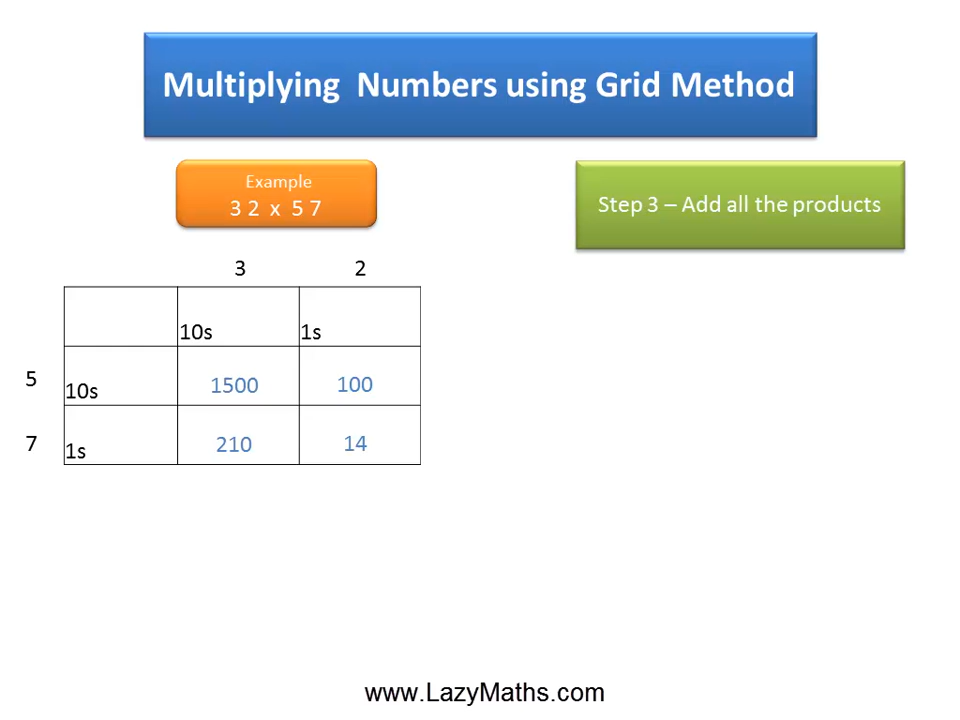 Multiplying Numbers using Grid Method
Example
3 2 x 5 7
Step 3 – Add all the products
3 2
10s 1s
5 10s 1500 100
7 1s 210 14
www.LazyMaths.com